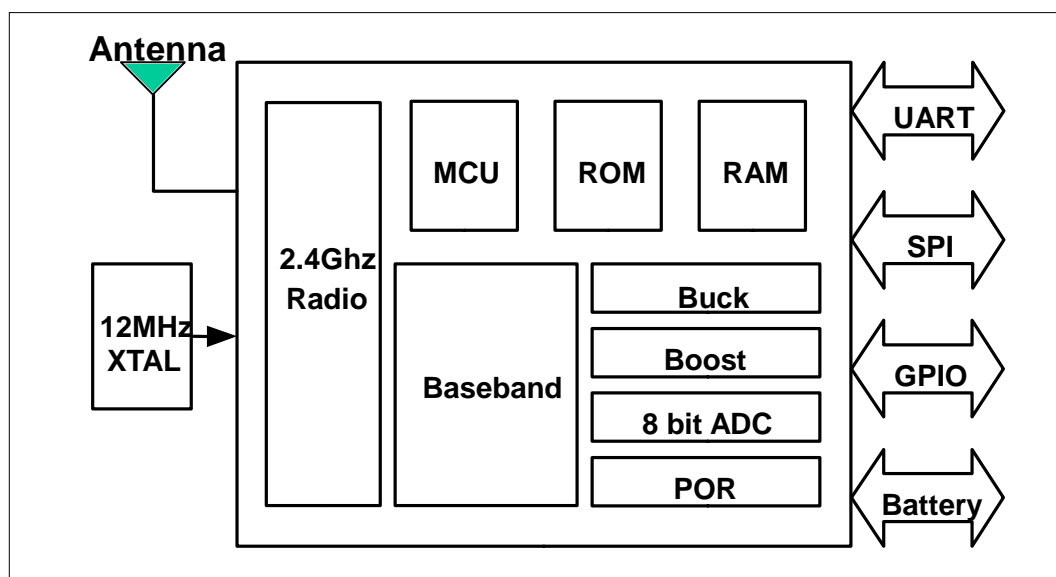 Antenna
UART
MCU
ROM
RAM
SPI
2.4Ghz
Radio
Buck
12MHz
XTAL
Boost
GPIO
Baseband
8 bit ADC
POR
Battery